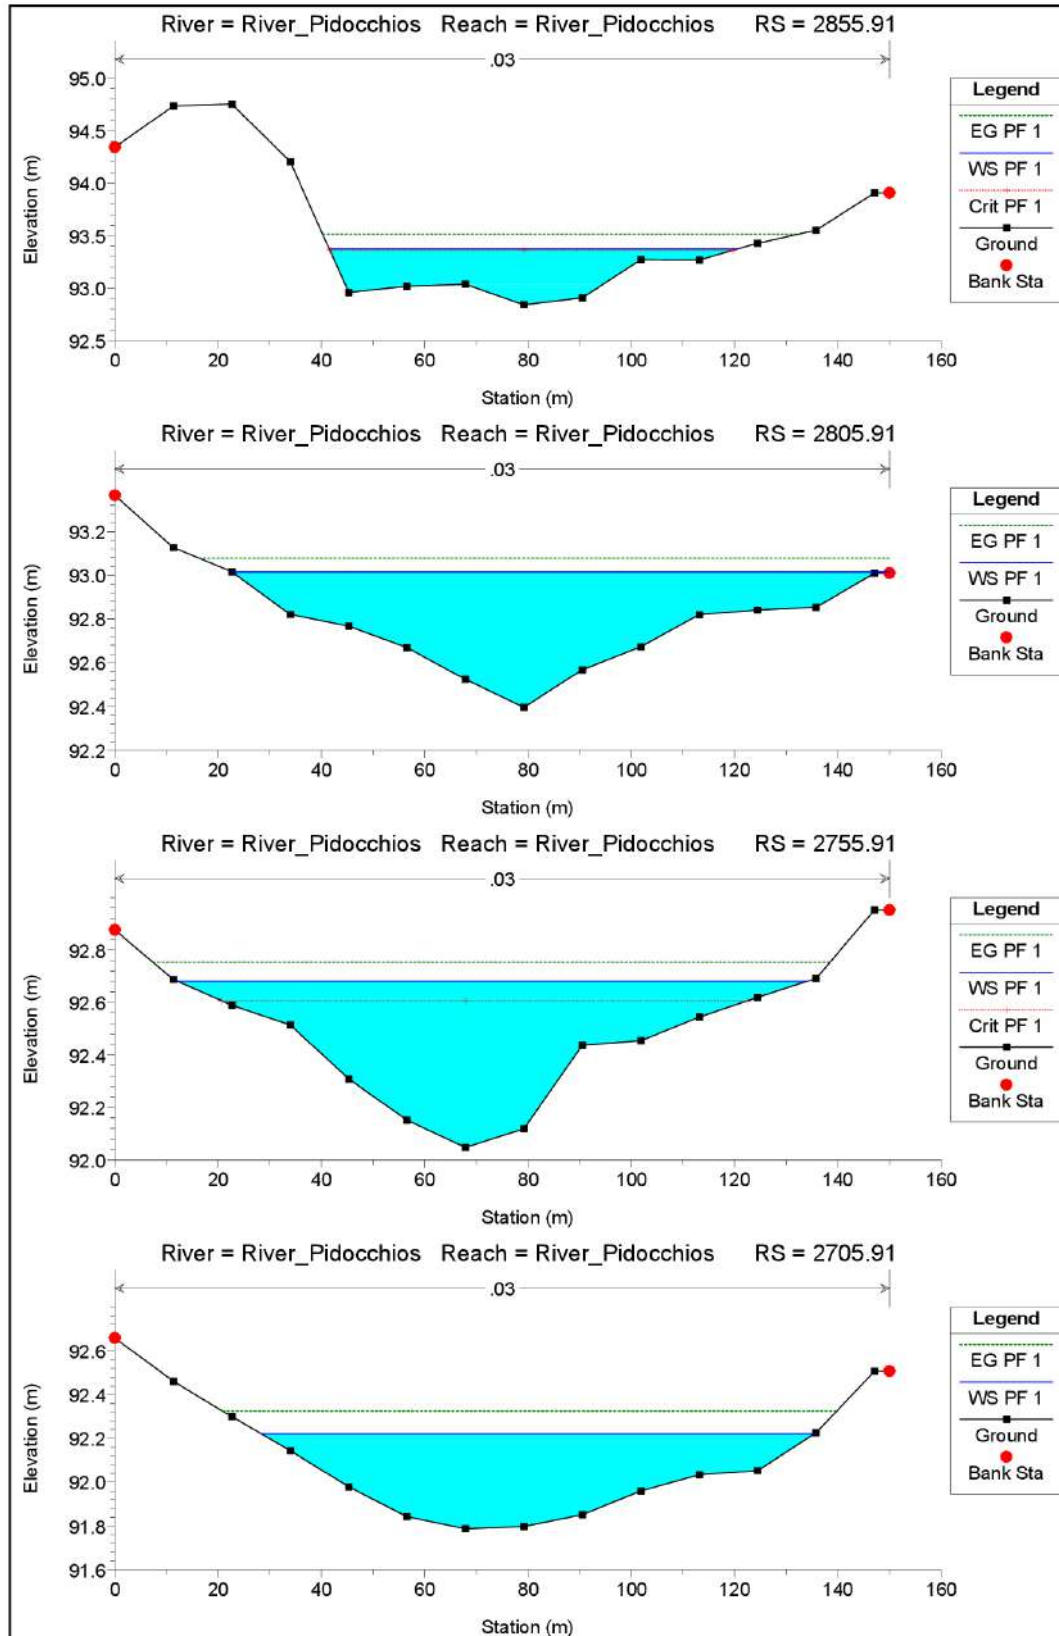 River = River_Pidocchios Reach = River_Pidocchios RS = 2855.91
.03
95.0
94.5
94.0
93.5
93.0
92.5
Elevation (m)
0 20 40 60 80 100 120 140 160
Station (m)
Legend
EG PF 1
WS PF 1
Crit PF 1
Ground
Bank Sta
River = River_Pidocchios Reach = River_Pidocchios RS = 2805.91
.03
93.2
93.0
92.8
92.6
92.4
92.2
Elevation (m)
0 20 40 60 80 100 120 140 160
Station (m)
Legend
EG PF 1
WS PF 1
Ground
Bank Sta
River = River_Pidocchios Reach = River_Pidocchios RS = 2755.91
.03
92.8
92.6
92.4
92.2
92.0
Elevation (m)
0 20 40 60 80 100 120 140 160
Station (m)
Legend
EG PF 1
WS PF 1
Crit PF 1
Ground
Bank Sta
River = River_Pidocchios Reach = River_Pidocchios RS = 2705.91
.03
92.6
92.4
92.2
92.0
91.8
91.6
Elevation (m)
0 20 40 60 80 100 120 140 160
Station (m)
Legend
EG PF 1
WS PF 1
Ground
Bank Sta